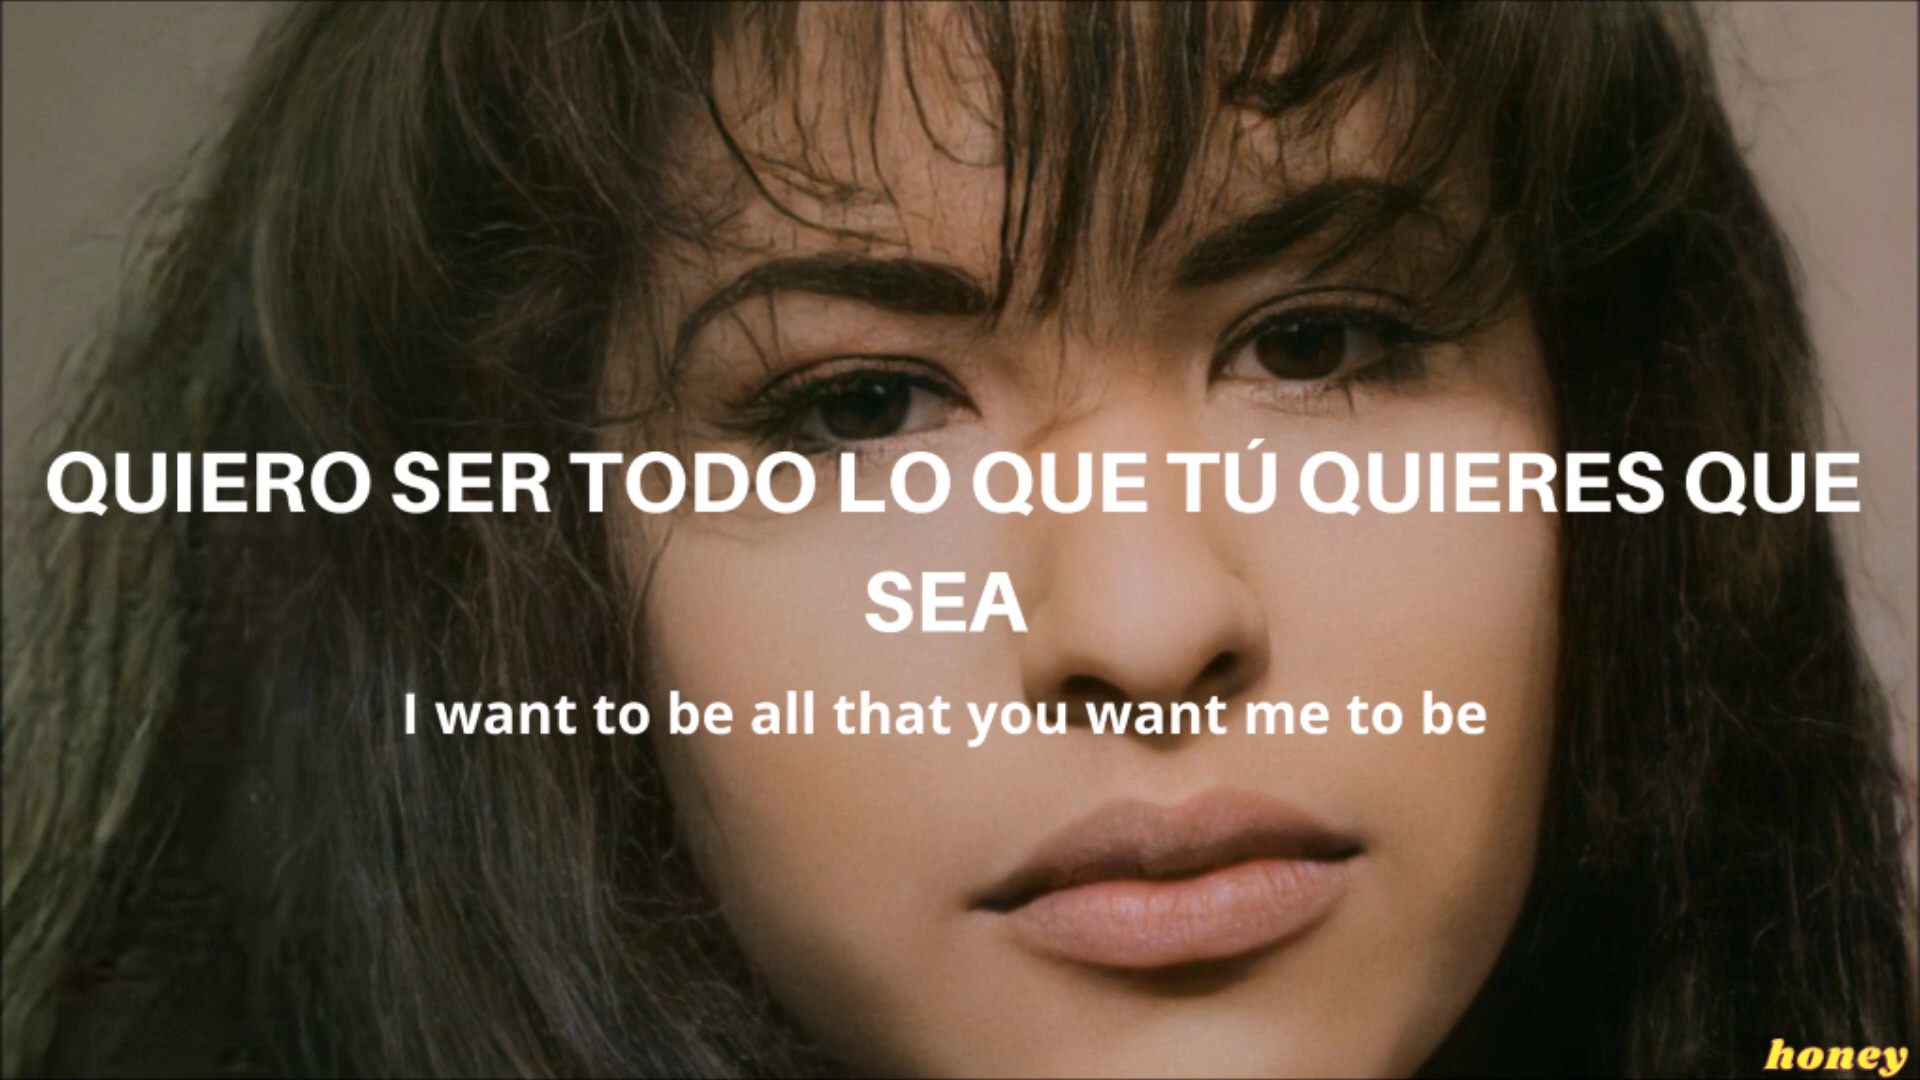 QUIERO SER TODO LO QUE TÚ QUIERES QUE
SEA
I want to be all that you want me to be
honey